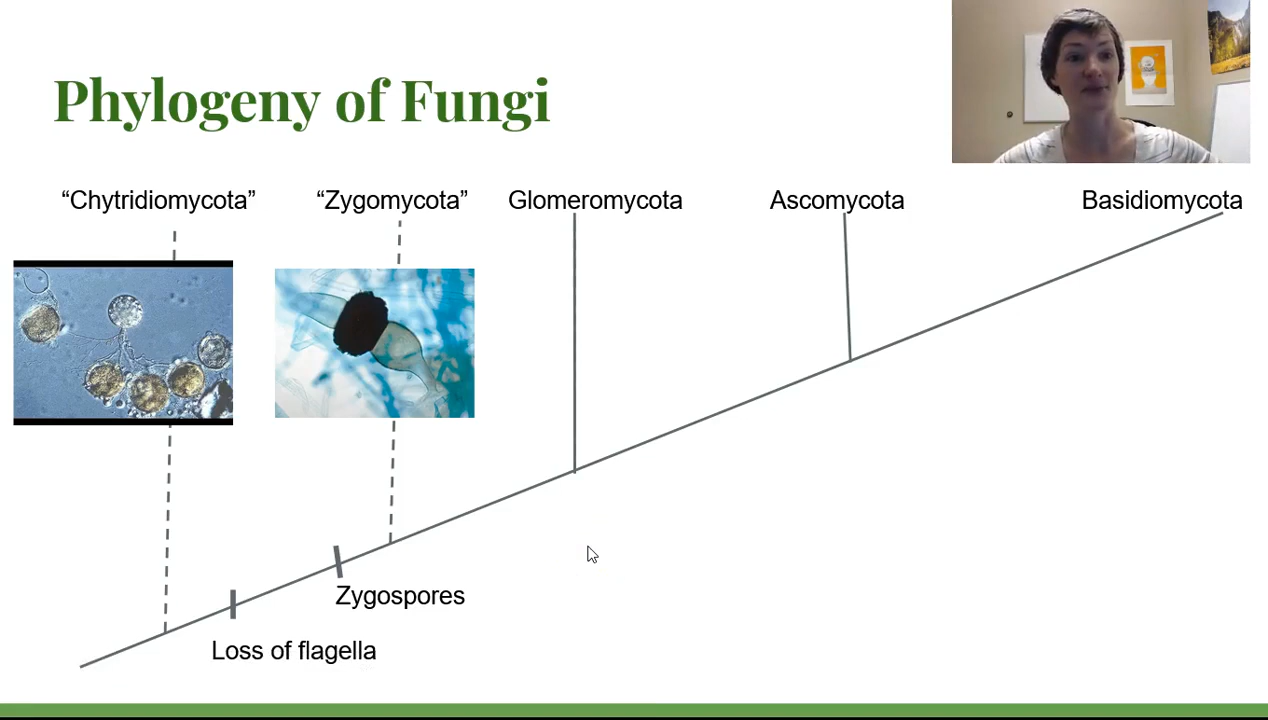 Phylogeny of Fungi
“Chytridiomycota” “Zygomycota” Glomeromycota Ascomycota Basidiomycota
Zygospores
Loss of flagella